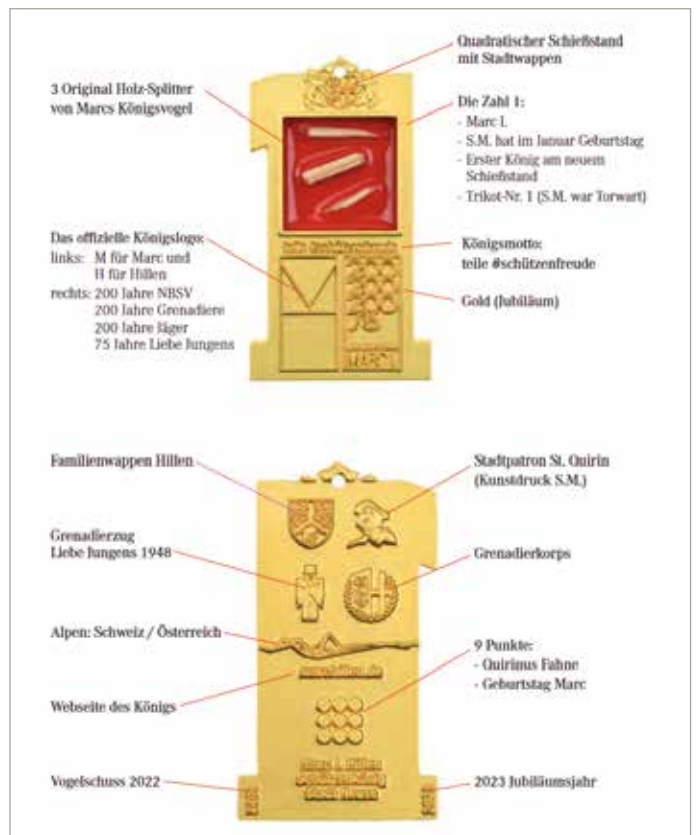 Quadratischer Schießstand
mit Stadtwappen
3 Original Holz-Splitter
von Marcs Königsvogel
Die Zahl 1:
- Marc I.
- S.M. hat im Januar Geburtstag
- Erster König am neuem
Schießstand
- Trikot-Nr. 1 (S.M. war Torwart)
Das offizielle Königslogo:
links: M für Marc und
H für Hillen
rechts: 200 Jahre NBSV
200 Jahre Grenadiere
200 Jahre Jäger
75 Jahre Liebe Jungens
Königsmotto:
teile #schützenfreude
Gold (Jubiläum)
MARC I.
Familienwappen Hillen
Stadtpatron St. Quirin
(Kunstdruck S.M.)
Grenadierzug
Liebe Jungens 1948
Grenadierkorps
Alpen: Schweiz / Österreich
9 Punkte:
- Quirinus Fahne
- Geburtstag Marc
Webseite des Königs
Marc I. Hillen
Vogelschuss 2022
2023 Jubiläumsjahr